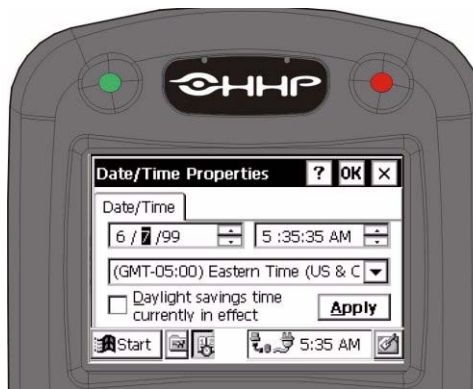 HHP
Date/Time Properties ? OK ×
Date/Time
6 / 7 /99 5 :35:35 AM
(GMT-05:00) Eastern Time (US & C
Daylight savings time
currently in effect
Apply
Start 5:35 AM